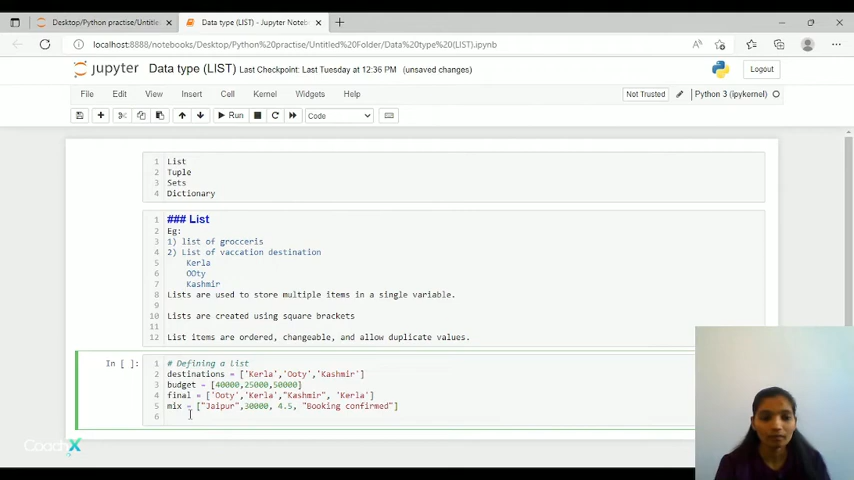 Desktop/Python practise/Untitle
Data type (LIST) - Jupyter Noteb
localhost:8888/notebooks/Desktop/Python%20practise/Untitled%20Folder/Data%20type%20(LIST).ipynb
jupyter Data type (LIST) Last Checkpoint: Last Tuesday at 12:36 PM (unsaved changes)
Logout
File Edit View Insert Cell Kernel Widgets Help
Not Trusted
Python 3 (ipykernel)
Run
Code
1 List
2 Tuple
3 Sets
4 Dictionary
1 ### List
2 Eg:
3 1) list of grocceris
4 2) List of vaccation destination
5 Kerla
6 OOty
7 Kashmir
8 Lists are used to store multiple items in a single variable.
9
10 Lists are created using square brackets
11
12 List items are ordered, changeable, and allow duplicate values.
In [ ]:
1 # Defining a list
2 destinations = ['Kerla','Ooty','Kashmir']
3 budget = [40000,25000,50000]
4 final = ['Ooty','Kerla',"Kashmir", 'Kerla']
5 mix = ["Jaipur",30000, 4.5, "Booking confirmed"]
6
CoachX